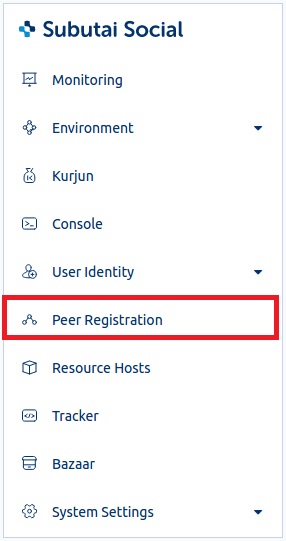 Subutai Social
Monitoring
Environment
Kurjun
Console
User Identity
Peer Registration
Resource Hosts
Tracker
Bazaar
System Settings